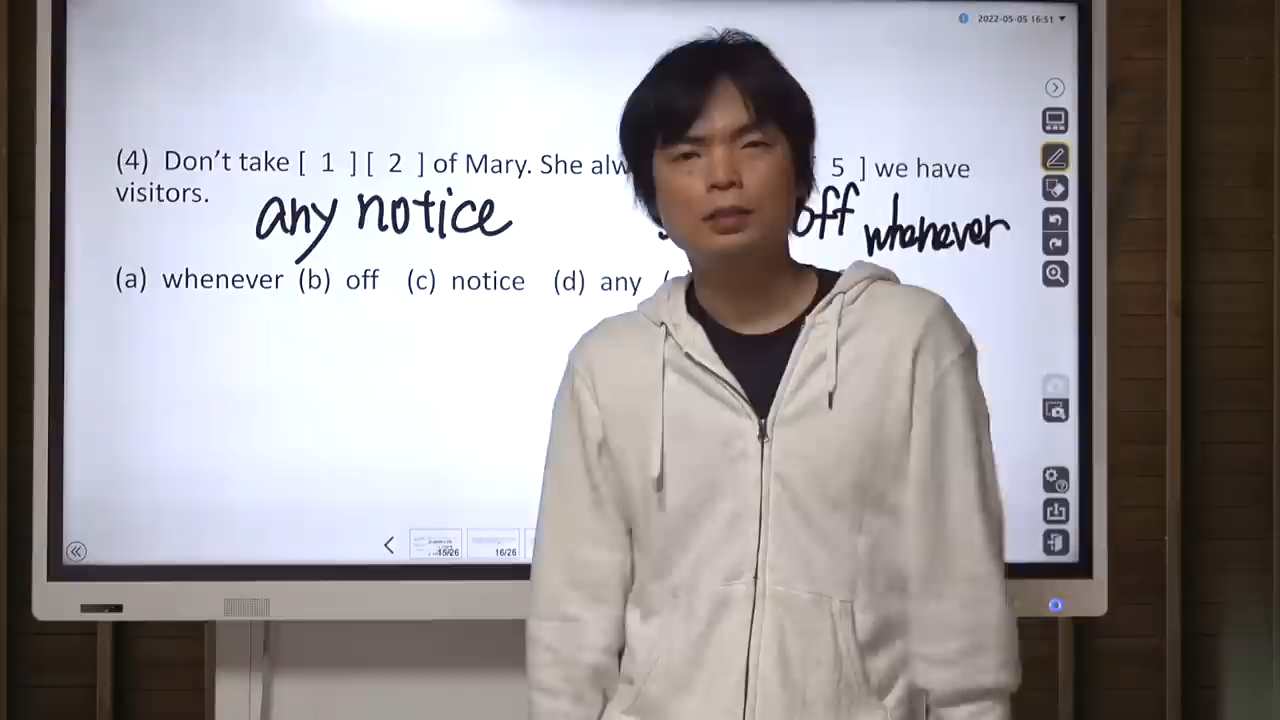 2022-05-05 16:51
(4) Don't take [ 1 ] [ 2 ] of Mary. She 5 ] we have
visitors.
any notice off whenever
(a) whenever (b) off (c) notice (d) any
15/26 16/26